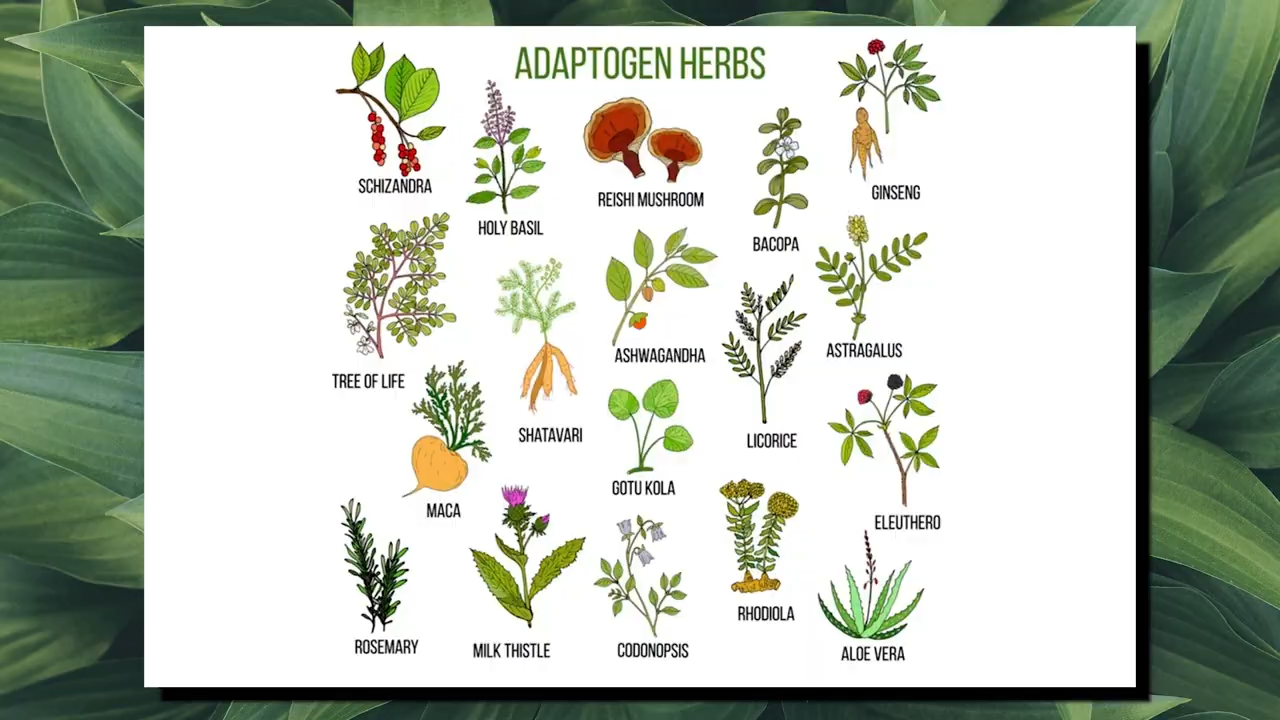 ADAPTOGEN HERBS
SCHIZANDRA
HOLY BASIL
REISHI MUSHROOM
BACOPA
GINSENG
TREE OF LIFE
SHATAVARI
ASHWAGANDHA
LICORICE
ASTRAGALUS
MACA
GOTU KOLA
ELEUTHERO
ROSEMARY
MILK THISTLE
CODONOPSIS
RHODIOLA
ALOE VERA